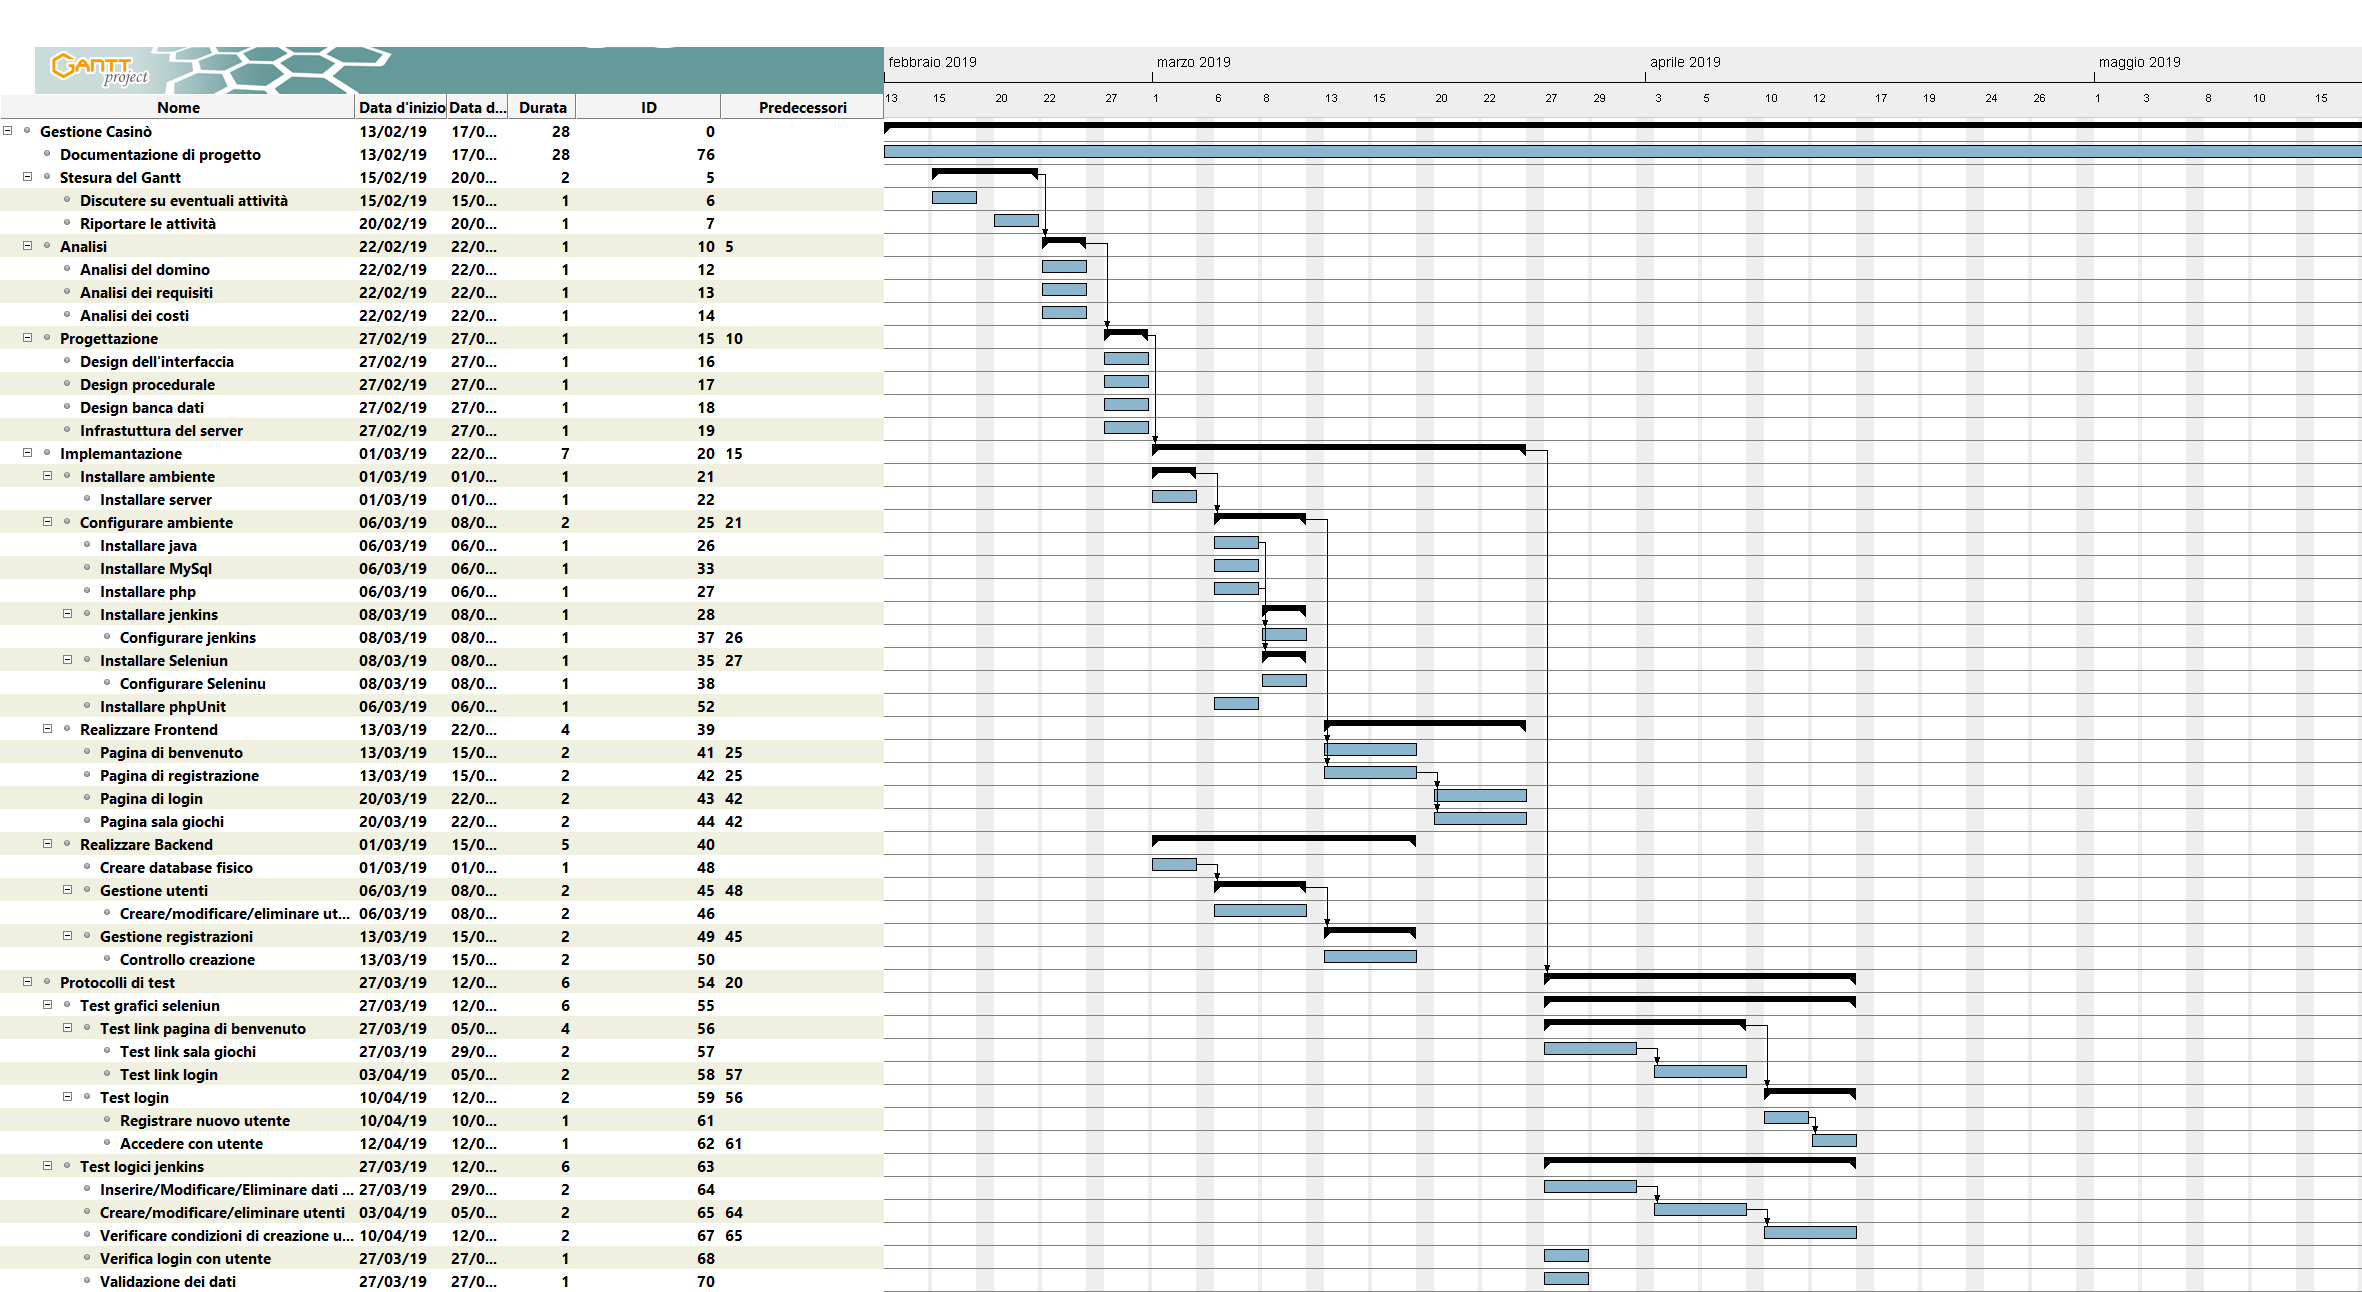 GANTT project
febbraio 2019 marzo 2019 aprile 2019 maggio 2019
Nome Data d'inizio Data d... Durata ID Predecessori 13 15 20 22 27 1 6 8 13 15 20 22 27 29 3 5 10 12 17 19 24 26 1 3 8 10 15
Gestione Casinò 13/02/19 17/0... 28 0
Documentazione di progetto 13/02/19 17/0... 28 76
Stesura del Gantt 15/02/19 20/0... 2 5
Discutere su eventuali attività 15/02/19 15/0... 1 6
Riportare le attività 20/02/19 20/0... 1 7
Analisi 22/02/19 22/0... 1 10 5
Analisi del domino 22/02/19 22/0... 1 12
Analisi dei requisiti 22/02/19 22/0... 1 13
Analisi dei costi 22/02/19 22/0... 1 14
Progettazione 27/02/19 27/0... 1 15 10
Design dell'interfaccia 27/02/19 27/0... 1 16
Design procedurale 27/02/19 27/0... 1 17
Design banca dati 27/02/19 27/0... 1 18
Infrastuttura del server 27/02/19 27/0... 1 19
Implemantazione 01/03/19 22/0... 7 20 15
Installare ambiente 01/03/19 01/0... 1 21
Installare server 01/03/19 01/0... 1 22
Configurare ambiente 06/03/19 08/0... 2 25 21
Installare java 06/03/19 06/0... 1 26
Installare MySql 06/03/19 06/0... 1 33
Installare php 06/03/19 06/0... 1 27
Installare jenkins 08/03/19 08/0... 1 28
Configurare jenkins 08/03/19 08/0... 1 37 26
Installare Seleniun 08/03/19 08/0... 1 35 27
Configurare Seleninu 08/03/19 08/0... 1 38
Installare phpUnit 06/03/19 06/0... 1 52
Realizzare Frontend 13/03/19 22/0... 4 39
Pagina di benvenuto 13/03/19 15/0... 2 41 25
Pagina di registrazione 13/03/19 15/0... 2 42 25
Pagina di login 20/03/19 22/0... 2 43 42
Pagina sala giochi 20/03/19 22/0... 2 44 42
Realizzare Backend 01/03/19 15/0... 5 40
Creare database fisico 01/03/19 01/0... 1 48
Gestione utenti 06/03/19 08/0... 2 45 48
Creare/modificare/eliminare ut... 06/03/19 08/0... 2 46
Gestione registrazioni 13/03/19 15/0... 2 49 45
Controllo creazione 13/03/19 15/0... 2 50
Protocolli di test 27/03/19 12/0... 6 54 20
Test grafici seleniun 27/03/19 12/0... 6 55
Test link pagina di benvenuto 27/03/19 05/0... 4 56
Test link sala giochi 27/03/19 29/0... 2 57
Test link login 03/04/19 05/0... 2 58 57
Test login 10/04/19 12/0... 2 59 56
Registrare nuovo utente 10/04/19 10/0... 1 61
Accedere con utente 12/04/19 12/0... 1 62 61
Test logici jenkins 27/03/19 12/0... 6 63
Inserire/Modificare/Eliminare dati ... 27/03/19 29/0... 2 64
Creare/modificare/eliminare utenti 03/04/19 05/0... 2 65 64
Verificare condizioni di creazione u... 10/04/19 12/0... 2 67 65
Verifica login con utente 27/03/19 27/0... 1 68
Validazione dei dati 27/03/19 27/0... 1 70